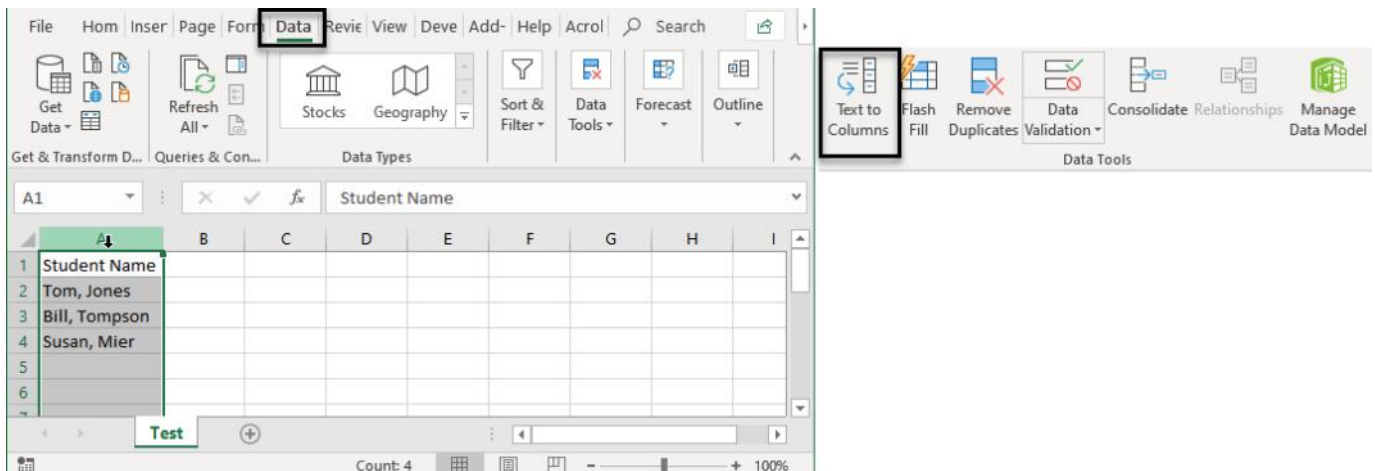 File Hom Inser Page Form Data Revie View Deve Add- Help Acrol Search
Get Data
Refresh All
Stocks Geography
Sort & Filter
Data Tools
Forecast
Outline
Get & Transform D... Queries & Con... Data Types
A1 fx Student Name
A B C D E F G H I
1 Student Name
2 Tom, Jones
3 Bill, Tompson
4 Susan, Mier
5
6
7
Test
Count: 4 - + 100%
Text to Columns
Flash Fill
Remove Duplicates
Data Validation
Consolidate
Relationships
Manage Data Model
Data Tools